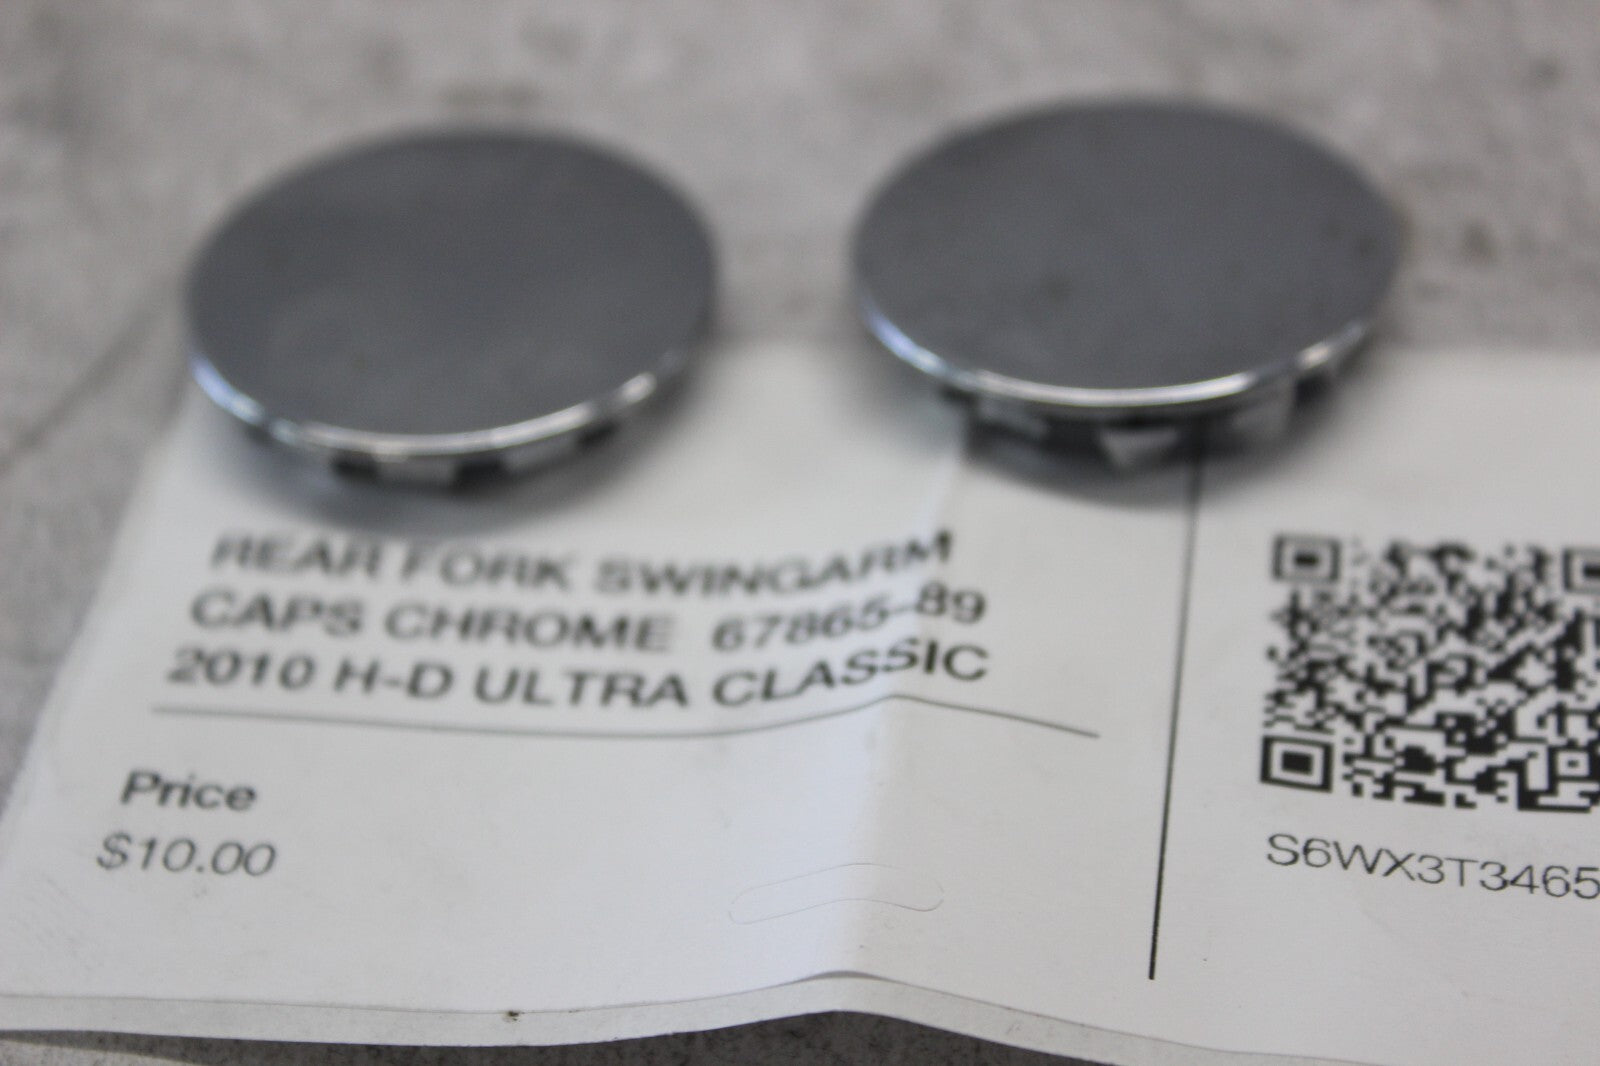 REAR FORK SWINGARM
CAPS CHROME 67865-89
2010 H-D ULTRA CLASSIC
Price
$10.00
S6WX3T3465